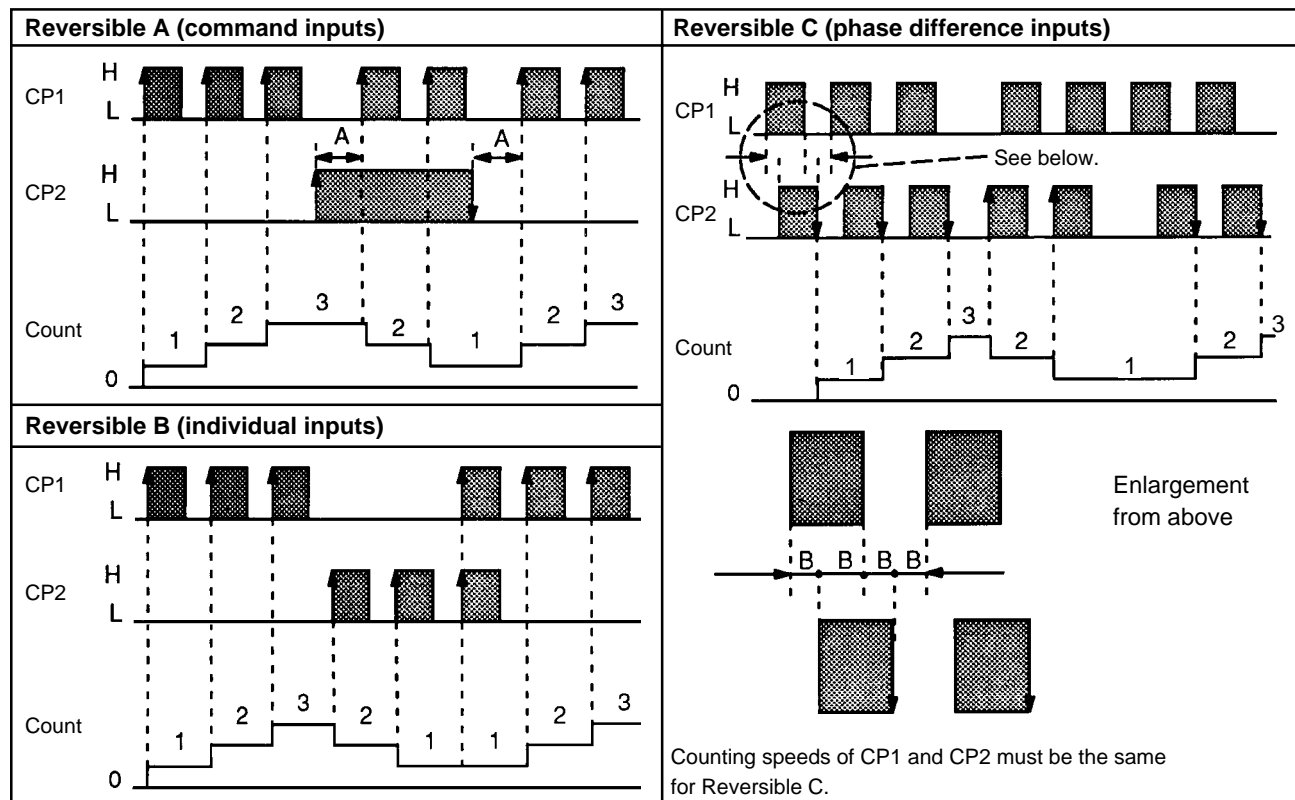 Reversible A (command inputs)
CP1
H
L
A
A
CP2
H
L
Count
1
2
3
2
1
2
3
0
Reversible B (individual inputs)
CP1
H
L
CP2
H
L
Count
1
2
3
2
1
1
2
3
0
Reversible C (phase difference inputs)
CP1
H
L
See below.
CP2
H
L
Count
1
2
3
2
1
2
3
0
Enlargement
from above
B B B B
Counting speeds of CP1 and CP2 must be the same
for Reversible C.